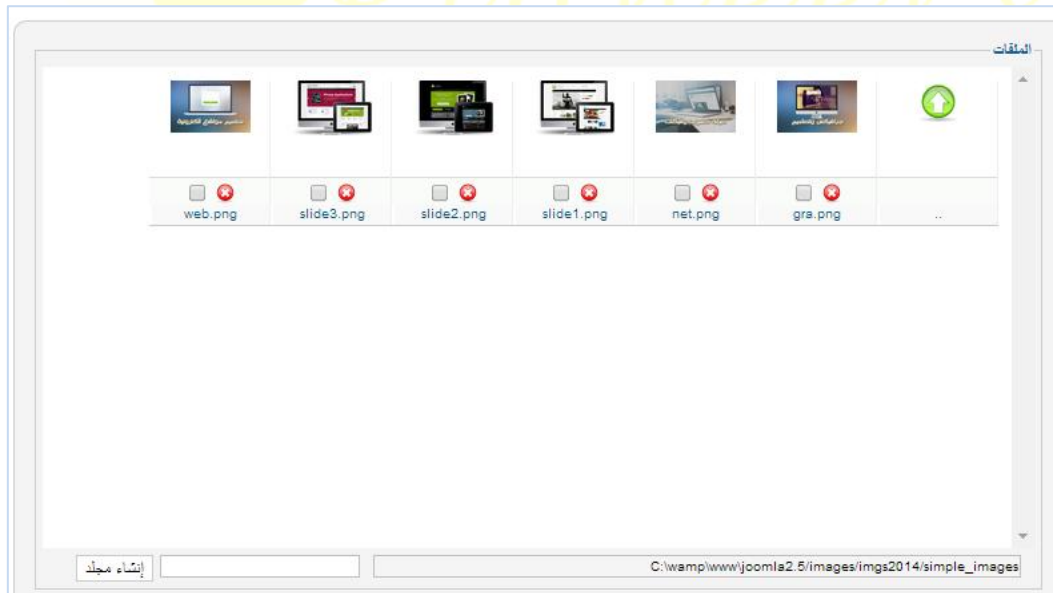 الملفات
..
gra.png
net.png
slide1.png
slide2.png
slide3.png
web.png
C:\wamp\www\joomla2.5/images/imgs2014/simple_images
إنشاء مجلد